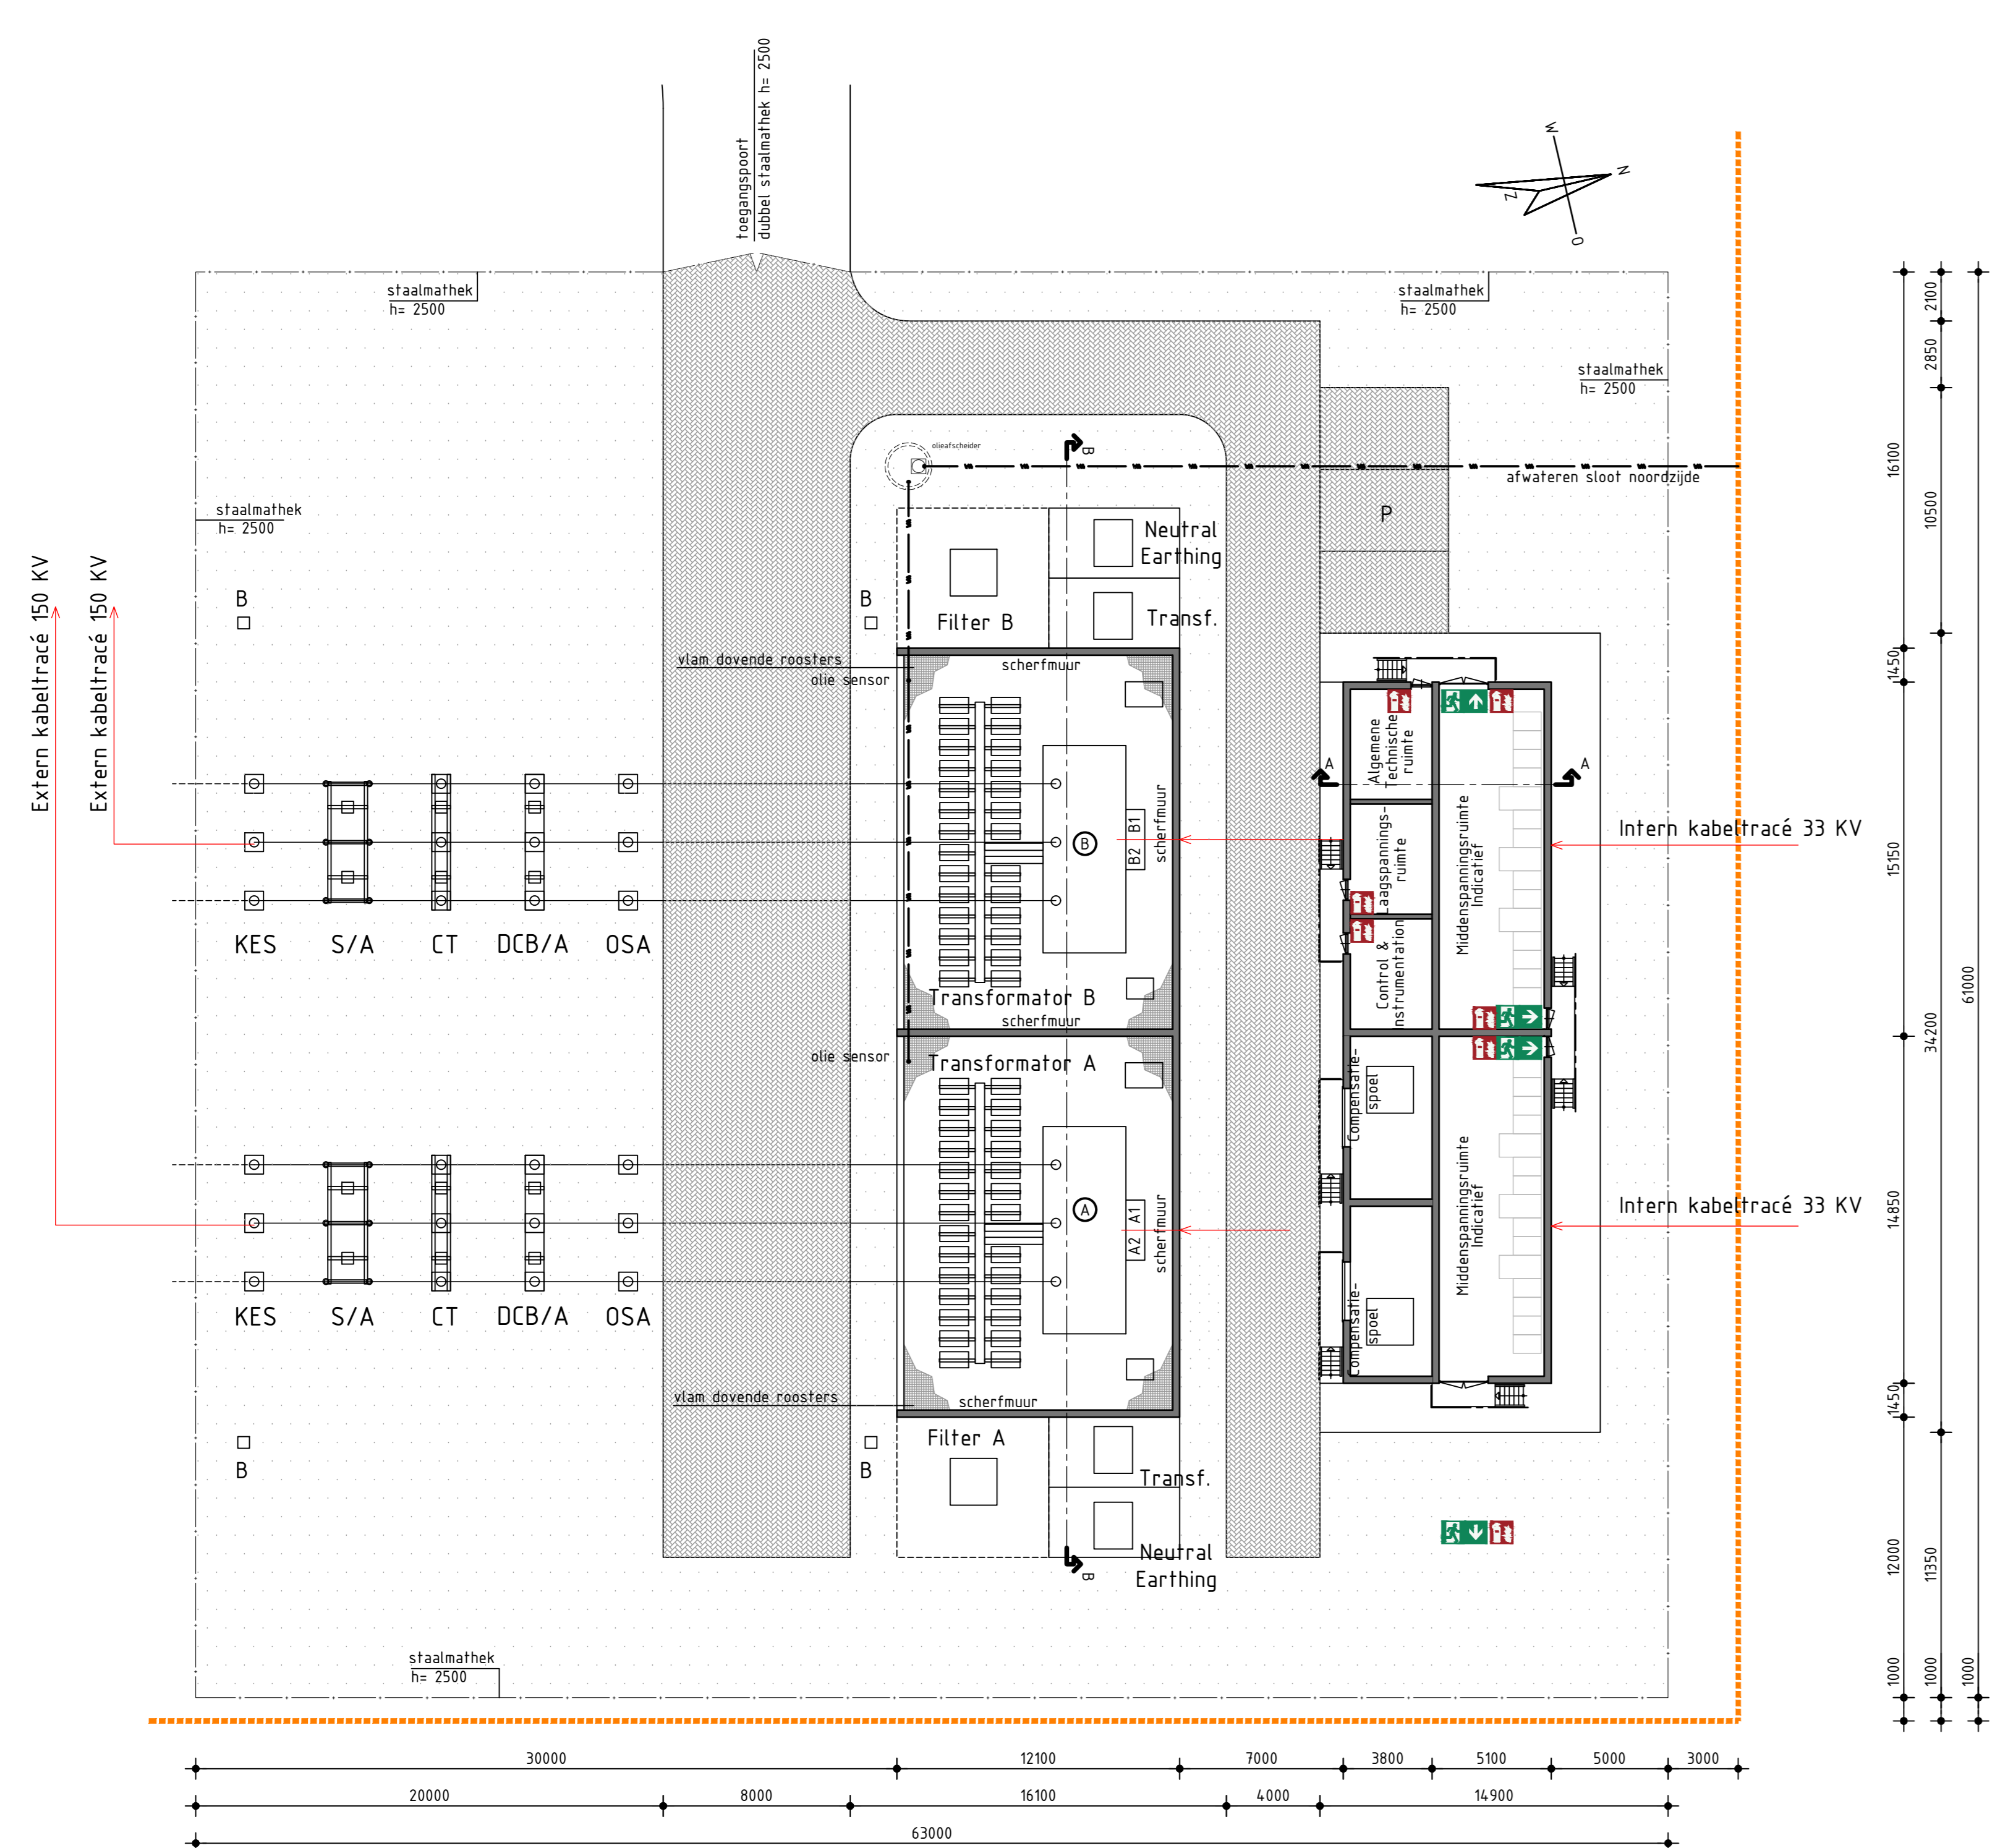 toegangspoort
dubbel staalmathek h= 2500
W
N
Z
O
staalmathek
h= 2500
staalmathek
h= 2500
staalmathek
h= 2500
staalmathek
h= 2500
staalmathek
h= 2500
Extern kabeltracé 150 KV
Extern kabeltracé 150 KV
olieafscheider
B
afwateren sloot noordzijde
P
Neutral
Earthing
Transf.
Filter B
B
B
vlam dovende roosters
olie sensor
scherfmuur
scherfmuur
B2 B1
B
Transformator B
scherfmuur
KES
S/A
CT
DCB/A
OSA
Algemene
Technische
ruimte
A
A
Laagspannings-
ruimte
Control &
Instrumentation
Middenspanningsruimte
Indicatief
Intern kabeltracé 33 KV
olie sensor
Transformator A
A2 A1
A
scherfmuur
scherfmuur
vlam dovende roosters
KES
S/A
CT
DCB/A
OSA
Compensatie-
spoel
Compensatie-
spoel
Middenspanningsruimte
Indicatief
Intern kabeltracé 33 KV
Filter A
Transf.
Neutral
Earthing
B
B
B
2100
2850
16100
10500
1450
15150
61000
34200
14850
1450
12000
11350
1000
1000
1000
30000
12100
7000
3800
5100
5000
3000
20000
8000
16100
4000
14900
63000